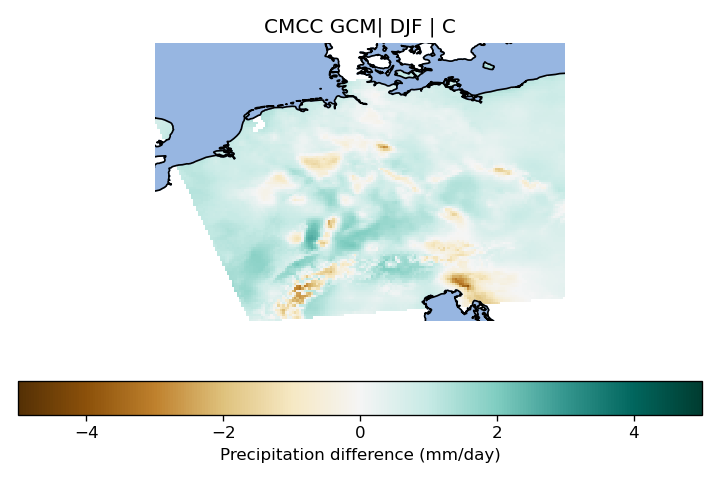 CMCC GCM| DJF | C
−4 −2 0 2 4
Precipitation difference (mm/day)